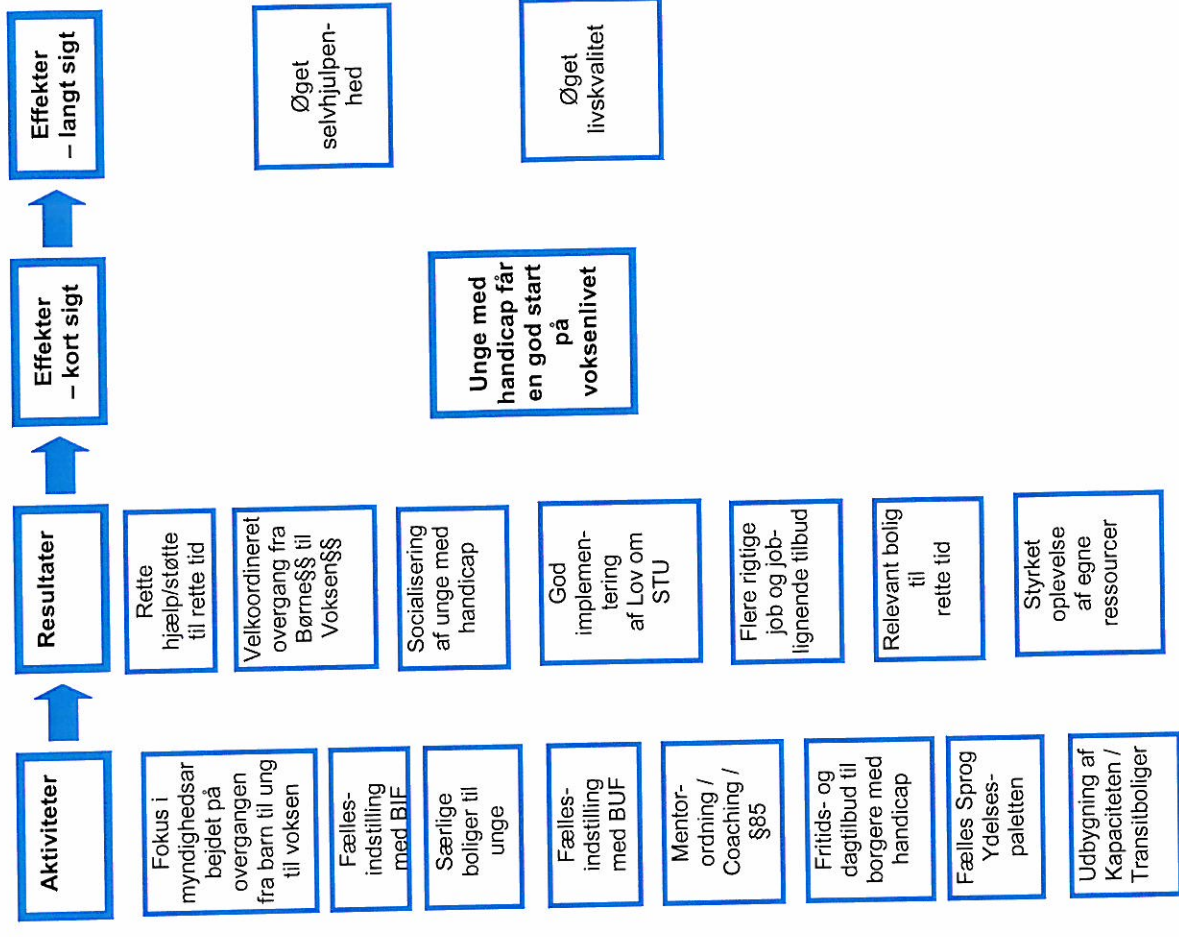 Aktiviteter
Fokus i
myndighedsar
bejdet på
overgangen
fra barn til ung
til voksen
Fælles-
indstilling
med BIF
Særlige
boliger til
unge
Fælles-
indstilling
med BUF
Mentor-
ordning /
Coaching /
§85
Fritids- og
dagtilbud til
borgere med
handicap
Fælles Sprog
Ydelses-
paletten
Udbygning af
Kapaciteten /
Transitboliger
Resultater
Rette
hjælp/støtte
til rette tid
Velkoordineret
overgang fra
Børne§§ til
Voksen§§
Socialisering
af unge med
handicap
God
implemen-
tering
af Lov om
STU
Flere rigtige
job og job-
lignende tilbud
Relevant bolig
til
rette tid
Styrket
oplevelse
af egne
ressourcer
Effekter
– kort sigt
Unge med
handicap får
en god start
på
voksenlivet
Effekter
– langt sigt
Øget
selvhjulpen-
hed
Øget
livskvalitet